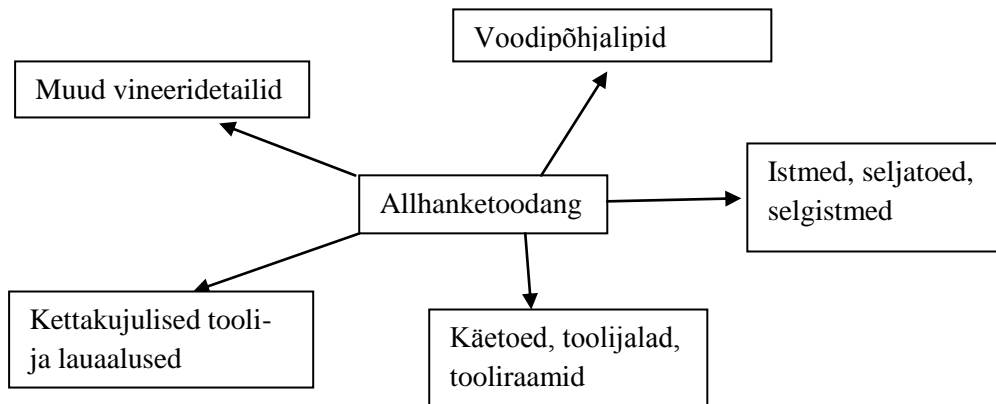 Voodipõhjalipid
Muud vineeridetailid
Istmed, seljatoed,
selgistmed
Allhanketoodang
Kettakujulised tooli-
ja lauaalused
Käetoed, toolijalad,
tooliraamid